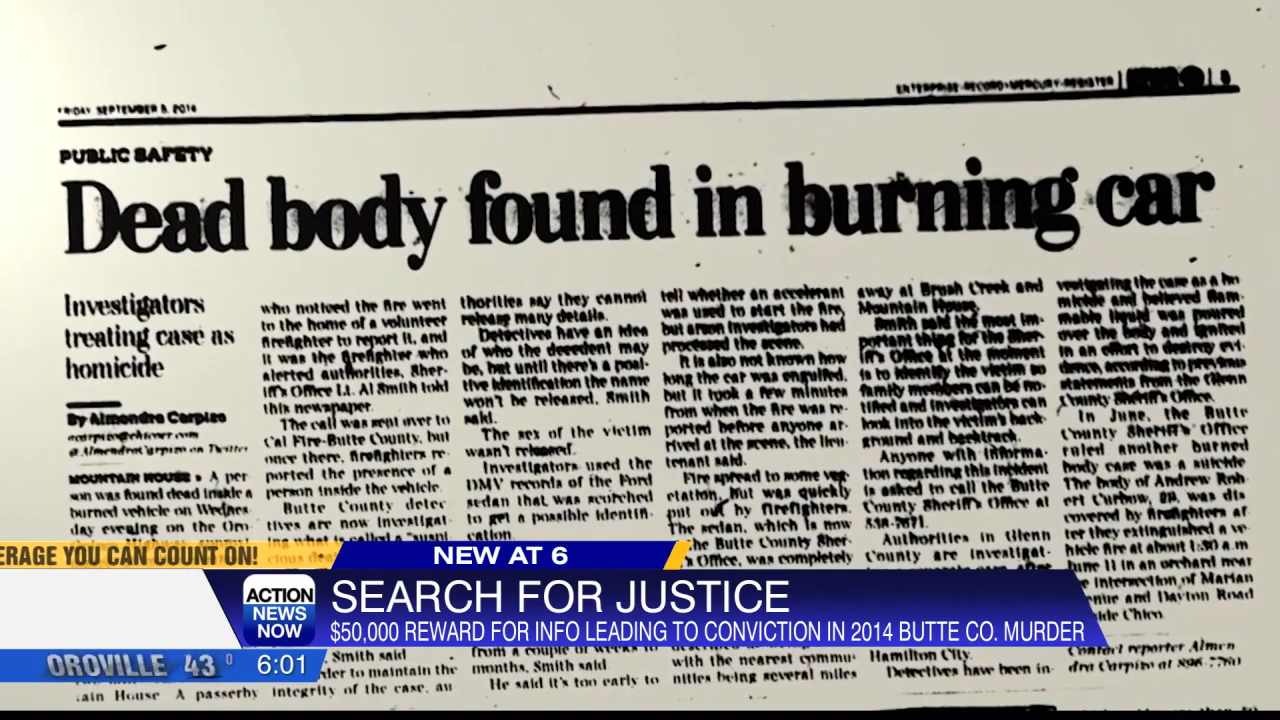 FRIDAY SEPTEMBER 5, 2014
ENTERPRISE-RECORD • MERCURY-REGISTER
PUBLIC SAFETY
Dead body found in burning car
Investigators
treating case as
homicide
By Almendra Carpizo
@AlmendraCarpizo on Twitter
MOUNTAIN HOUSE » A per-
son was found dead inside a
burned vehicle on Wednes-
day evening on the Oro-
who noticed the fire went
to the home of a volunteer
firefighter to report it, and
it was the firefighter who
alerted authorities, Sher-
iff's Office Lt. Al Smith told
this newspaper.
The call was sent over to
Cal Fire-Butte County, but
once there, firefighters re-
ported the presence of a
person inside the vehicle.
Butte County detec-
tives are now investigat-
ing what is called a "suspi-
thorities say they cannot
release many details.
Detectives have an idea
of who the decedent may
be, but until there's a posi-
tive identification the name
won't be released, Smith
said.
The sex of the victim
wasn't released.
Investigators used the
DMV records of the Ford
sedan that was scorched
to get a possible identifi-
cation.
tell whether an accelerant
was used to start the fire,
but arson investigators had
processed the scene.
It is also not known how
long the car was engulfed,
but it took a few minutes
from when the fire was re-
ported before anyone ar-
rived at the scene, the lieu-
tenant said.
Fire spread to some veg-
etation, but was quickly
put out by firefighters.
The sedan, which is now
the Butte County Sher-
's Office, was completely
away at Brush Creek and
Mountain House.
Smith said the most im-
portant thing for the Sher-
iff's Office at the moment
is to identify the victim so
family members can be no-
tified and investigators can
look into the victim's back-
ground and backtrack.
Anyone with informa-
tion regarding this incident
is asked to call the Butte
County Sheriff's Office at
538-7671.
Authorities in Glenn
County are investigat-
vestigating the case as a ho-
micide and believed flam-
mable liquid was poured
over the body and ignited
in an effort to destroy evi-
dence, according to previous
statements from the Glenn
County Sheriff's Office.
In June, the Butte
County Sheriff's Office
ruled another burned
body case was a suicide
The body of Andrew Rob-
ert Curbow, was dis-
covered by firefighters af-
ter they extinguished a ve-
hicle fire at about 1:30 a.m
June 11 in an orchard near
intersection of Marian
and Dayton Road
Chico.
Contact reporter Almen-
dra Carpizo at 896-7760
ERAGE YOU CAN COUNT ON!
NEW AT 6
ACTION
NEWS
NOW
SEARCH FOR JUSTICE
$50,000 REWARD FOR INFO LEADING TO CONVICTION IN 2014 BUTTE CO. MURDER
OROVILLE 43° 6:01
tain House A passerby
Smith said
to maintain the
integrity of the case, au
from a couple of weeks to
months, Smith said
He said it's too early to
with the nearest commu-
nities being several miles
Hamilton City.
Detectives have been in-